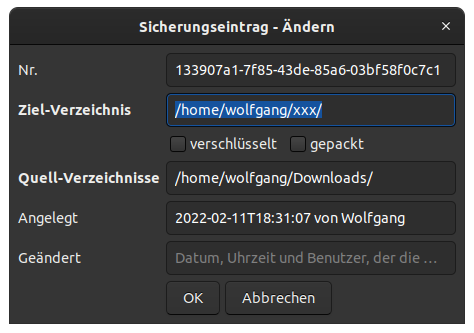 Sicherungseintrag - Ändern
Nr. 133907a1-7f85-43de-85a6-03bf58f0c7c1
Ziel-Verzeichnis /home/wolfgang/xxx/
verschlüsselt gepackt
Quell-Verzeichnisse /home/wolfgang/Downloads/
Angelegt 2022-02-11T18:31:07 von Wolfgang
Geändert Datum, Uhrzeit und Benutzer, der die ...
OK Abbrechen